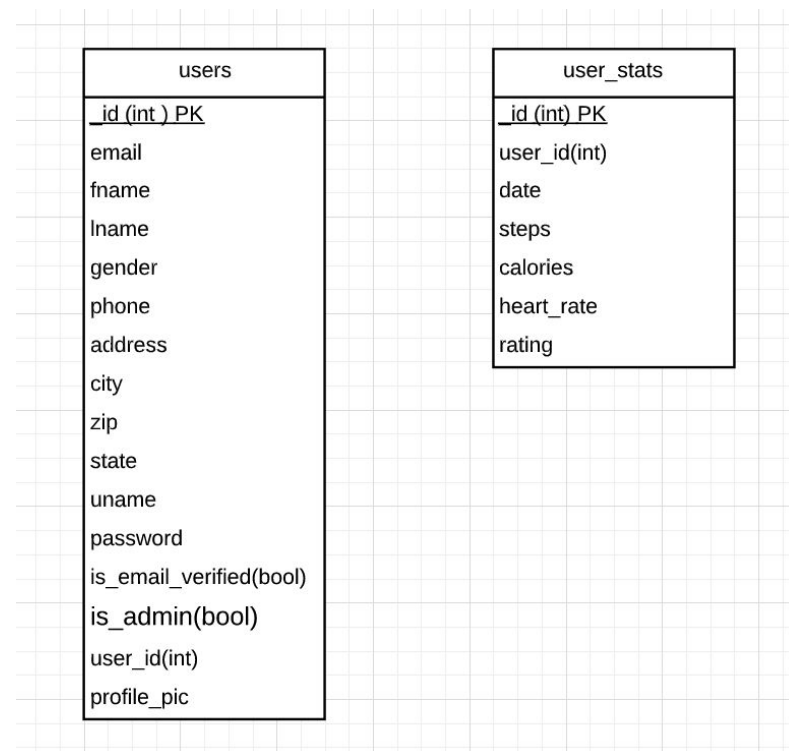 users
_id (int ) PK
email
fname
lname
gender
phone
address
city
zip
state
uname
password
is_email_verified(bool)
is_admin(bool)
user_id(int)
profile_pic
user_stats
_id (int) PK
user_id(int)
date
steps
calories
heart_rate
rating